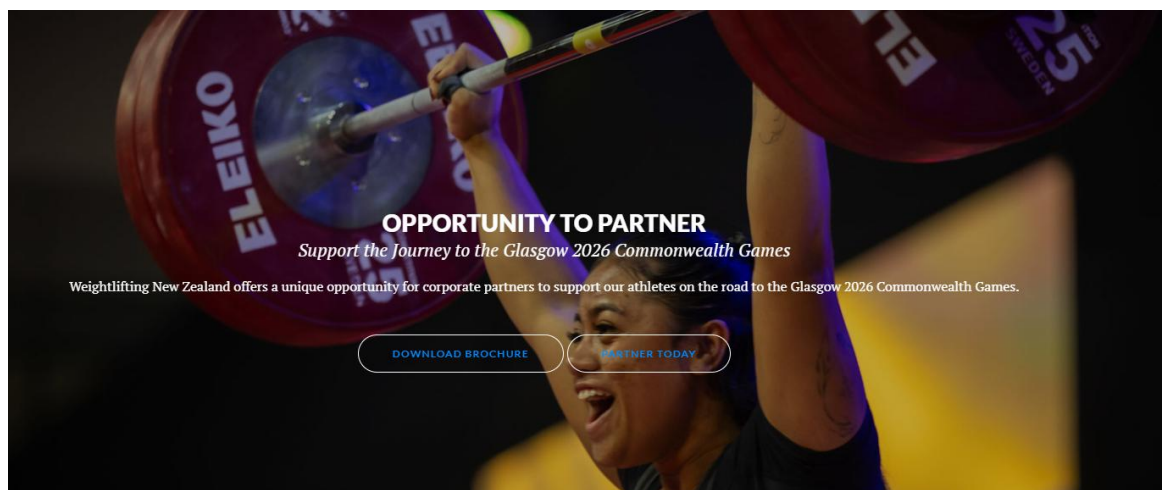 ELEIKO
ELEIKO
25
EL
25
SWEDEN
OPPORTUNITY TO PARTNER
Support the Journey to the Glasgow 2026 Commonwealth Games
Weightlifting New Zealand offers a unique opportunity for corporate partners to support our athletes on the road to the Glasgow 2026 Commonwealth Games.
DOWNLOAD BROCHURE
PARTNER TODAY